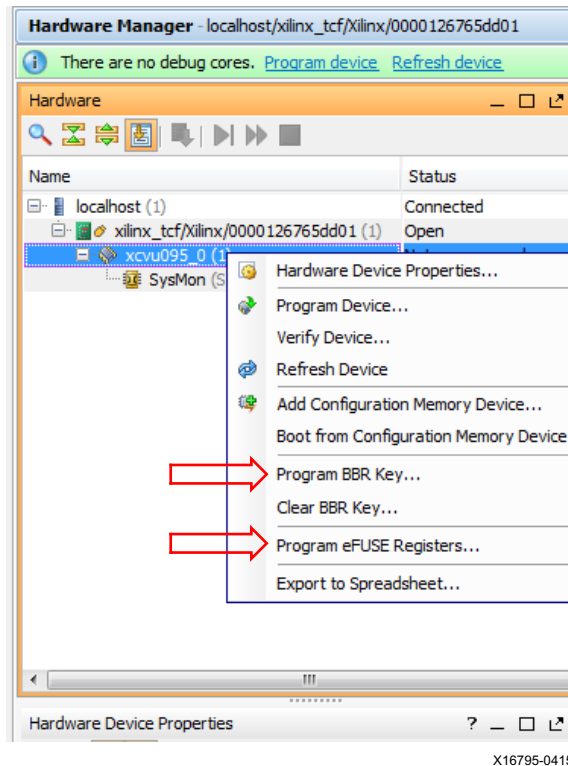 Hardware Manager - localhost/xilinx_tcf/Xilinx/0000126765dd01
There are no debug cores. Program device Refresh device
Hardware
Name Status
localhost (1) Connected
xilinx_tcf/Xilinx/0000126765dd01 (1) Open
xcvu095_0 (1)
SysMon (S
Hardware Device Properties...
Program Device...
Verify Device...
Refresh Device
Add Configuration Memory Device...
Boot from Configuration Memory Device
Program BBR Key...
Clear BBR Key...
Program eFUSE Registers...
Export to Spreadsheet...
Hardware Device Properties ?
X16795-0415